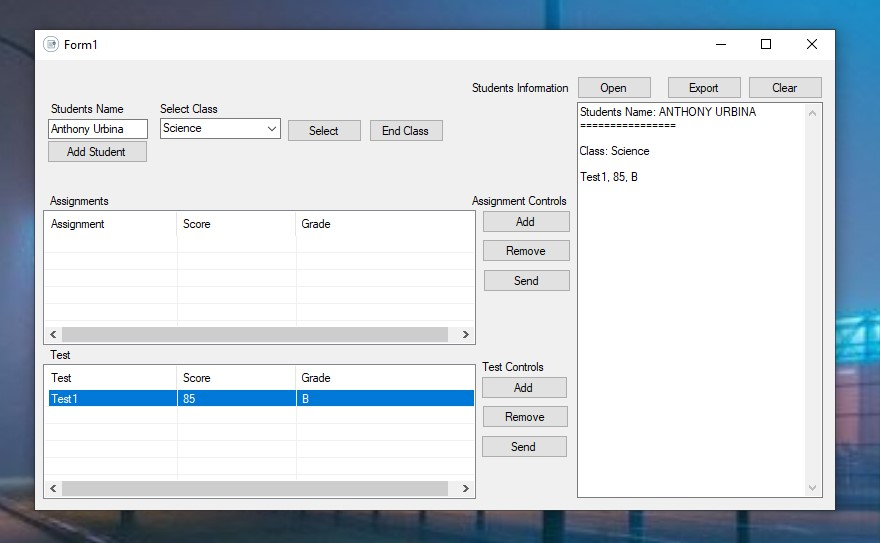 Form1
Students Information
Open
Export
Clear
Students Name
Select Class
Anthony Urbina
Science
Select
End Class
Add Student
Students Name: ANTHONY URBINA
================
Class: Science
Test1, 85, B
Assignments
Assignment Controls
Assignment Score Grade
Add
Remove
Send
Test
Test Controls
Test Score Grade
Test1 85 B
Add
Remove
Send